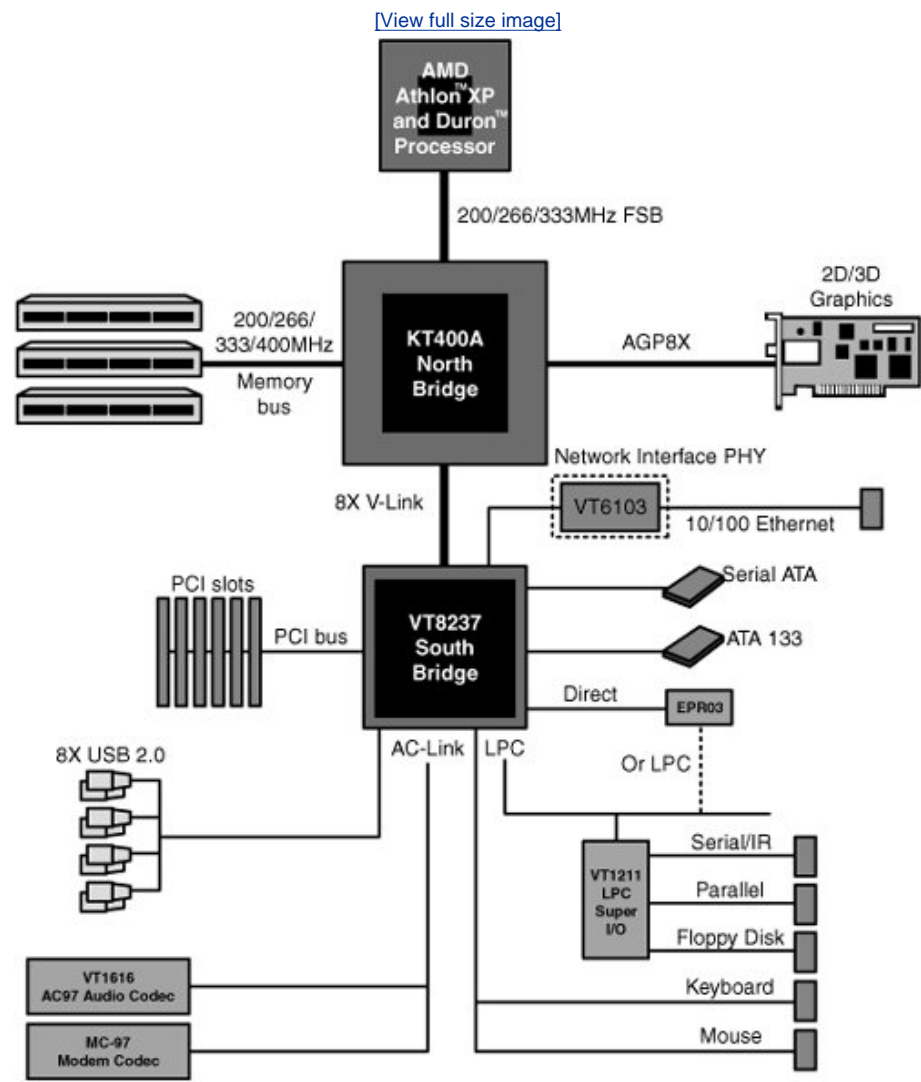 [View full size image]
AMD
Athlon™XP
and Duron™
Processor
200/266/333MHz FSB
200/266/
333/400MHz
Memory
bus
KT400A
North
Bridge
AGP8X
2D/3D
Graphics
8X V-Link
Network Interface PHY
VT6103
10/100 Ethernet
PCI slots
PCI bus
VT8237
South
Bridge
Serial ATA
ATA 133
Direct
EPR03
Or LPC
8X USB 2.0
AC-Link
LPC
VT1211
LPC
Super
I/O
Serial/IR
Parallel
Floppy Disk
Keyboard
Mouse
VT1616
AC97 Audio Codec
MC-97
Modem Codec